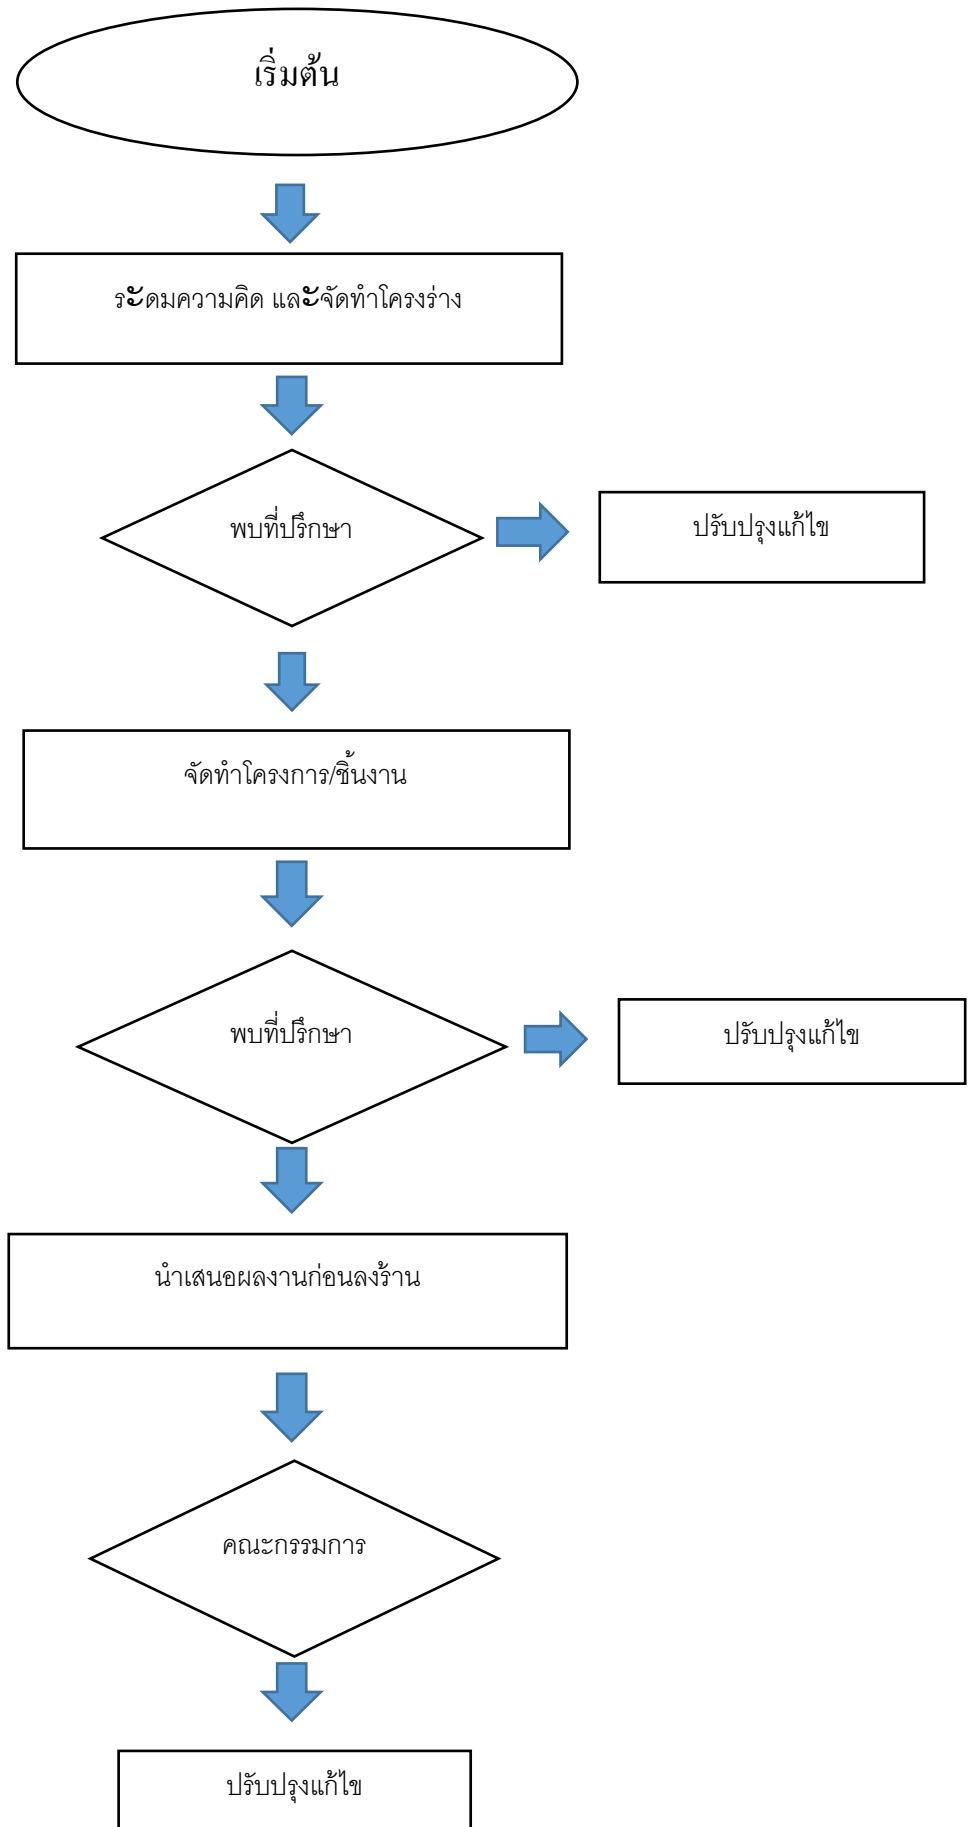 เริ่มต้น
ระดมความคิด และจัดทำโครงร่าง
พบที่ปรึกษา
ปรับปรุงแก้ไข
จัดทำโครงการ/ชิ้นงาน
พบที่ปรึกษา
ปรับปรุงแก้ไข
นำเสนอผลงานก่อนลงร้าน
คณะกรรมการ
ปรับปรุงแก้ไข